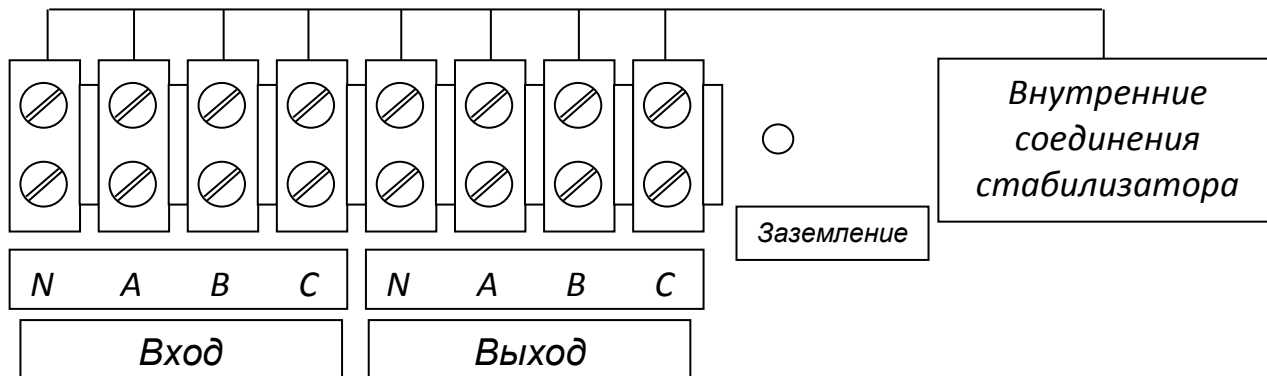 Внутренние
соединения
стабилизатора
Заземление
N A B C N A B C
Вход Выход